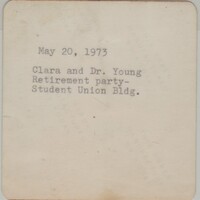 May 20, 1973
Clara and Dr. Young
Retirement party-
Student Union Bldg.